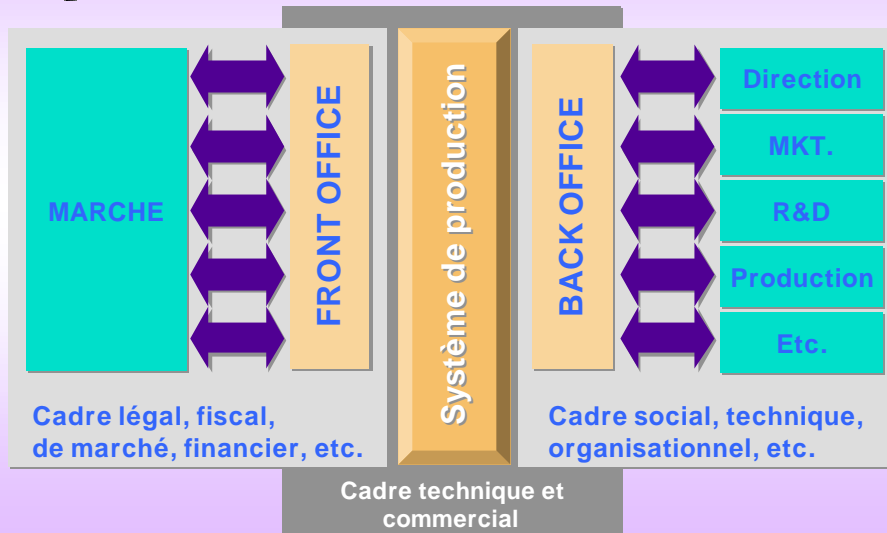 MARCHE
FRONT OFFICE
Système de production
BACK OFFICE
Direction
MKT.
R&D
Production
Etc.
Cadre légal, fiscal,
de marché, financier, etc.
Cadre social, technique,
organisationnel, etc.
Cadre technique et
commercial